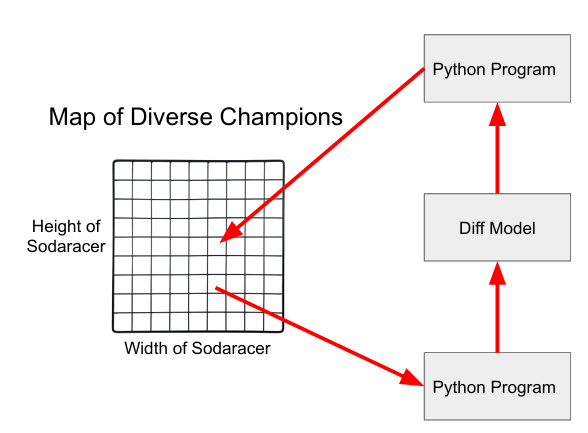 Python Program
Map of Diverse Champions
Height of
Sodaracer
Diff Model
Width of Sodaracer
Python Program